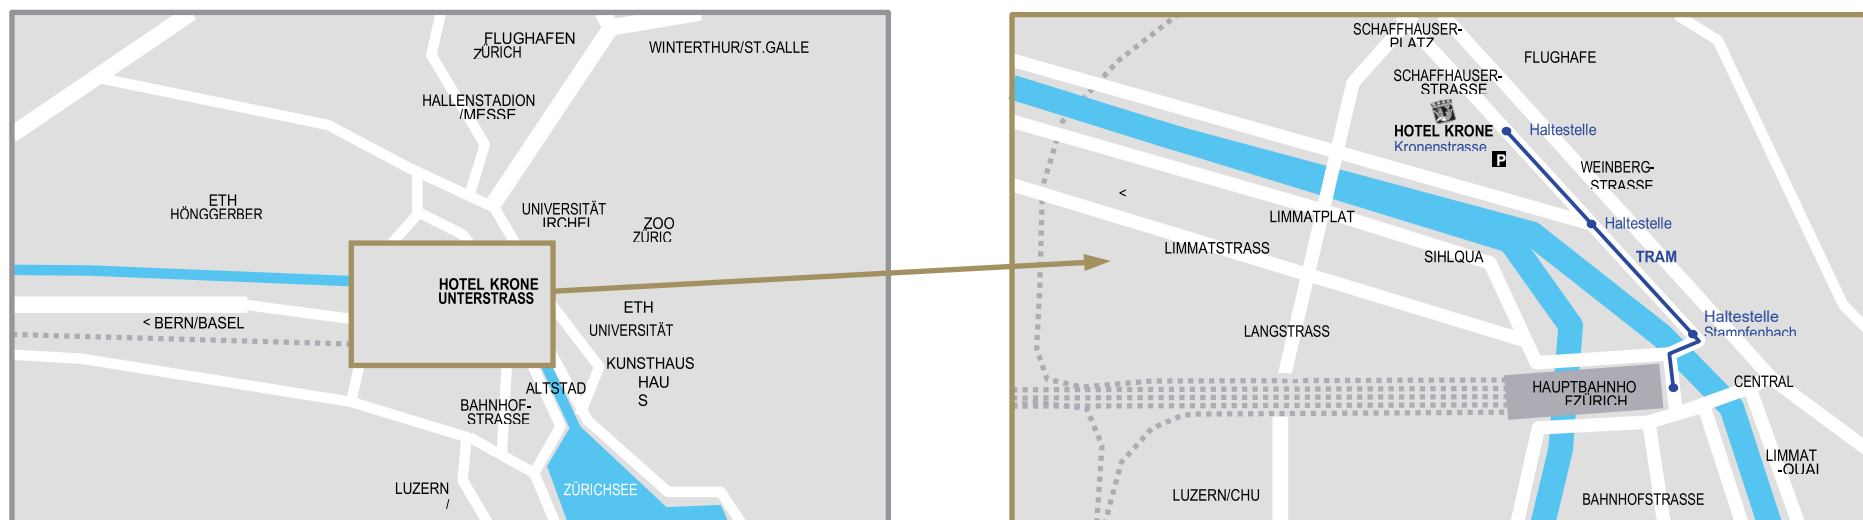 FLUGHAFEN
ZÜRICH
WINTERTHUR/ST.GALLE
HALLENSTADION
/MESSE
ETH
HÖNGGERBER
UNIVERSITÄT
IRCHEL
ZOO
ZÜRIC
HOTEL KRONE
UNTERSTRASS
ETH
UNIVERSITÄT
< BERN/BASEL
KUNSTHAUS
HAU
S
ALTSTAD
BAHNHOF-
STRASSE
LUZERN
/
ZÜRICHSEE
SCHAFFHAUSER-
PLATZ
FLUGHAFE
SCHAFFHAUSER-
STRASSE
HOTEL KRONE
Kronenstrasse
P
Haltestelle
WEINBERG-
STRASSE
<
LIMMATPLAT
Haltestelle
LIMMATSTRASS
SIHLQUA
TRAM
LANGSTRASS
Haltestelle
Stampfenbach
HAUPTBAHNHO
FZÜRICH
CENTRAL
LIMMAT
-QUAI
LUZERN/CHU
BAHNHOFSTRASSE